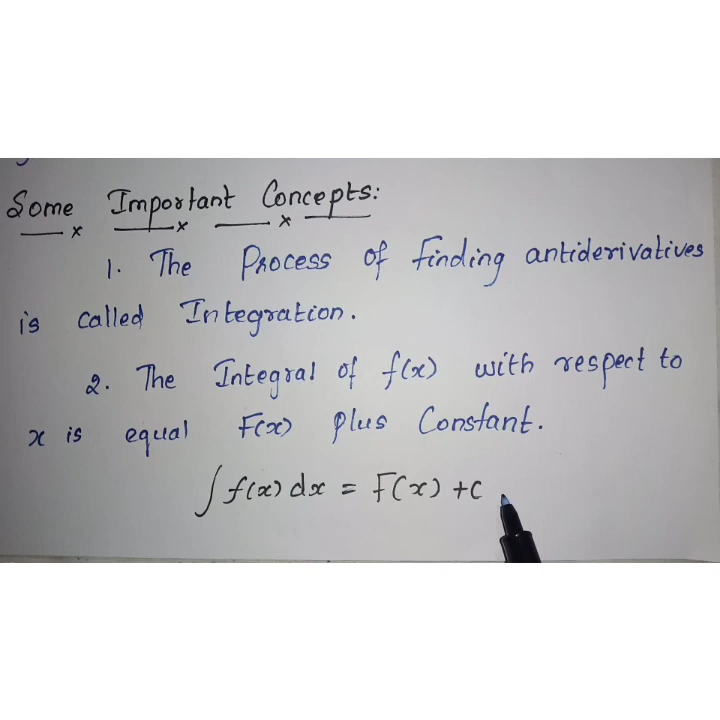 Some Important Concepts:
1. The Process of finding antiderivatives
is called Integration.
2. The Integral of f(x) with respect to
x is equal F(x) plus Constant.
∫ f(x) dx = F(x) + c